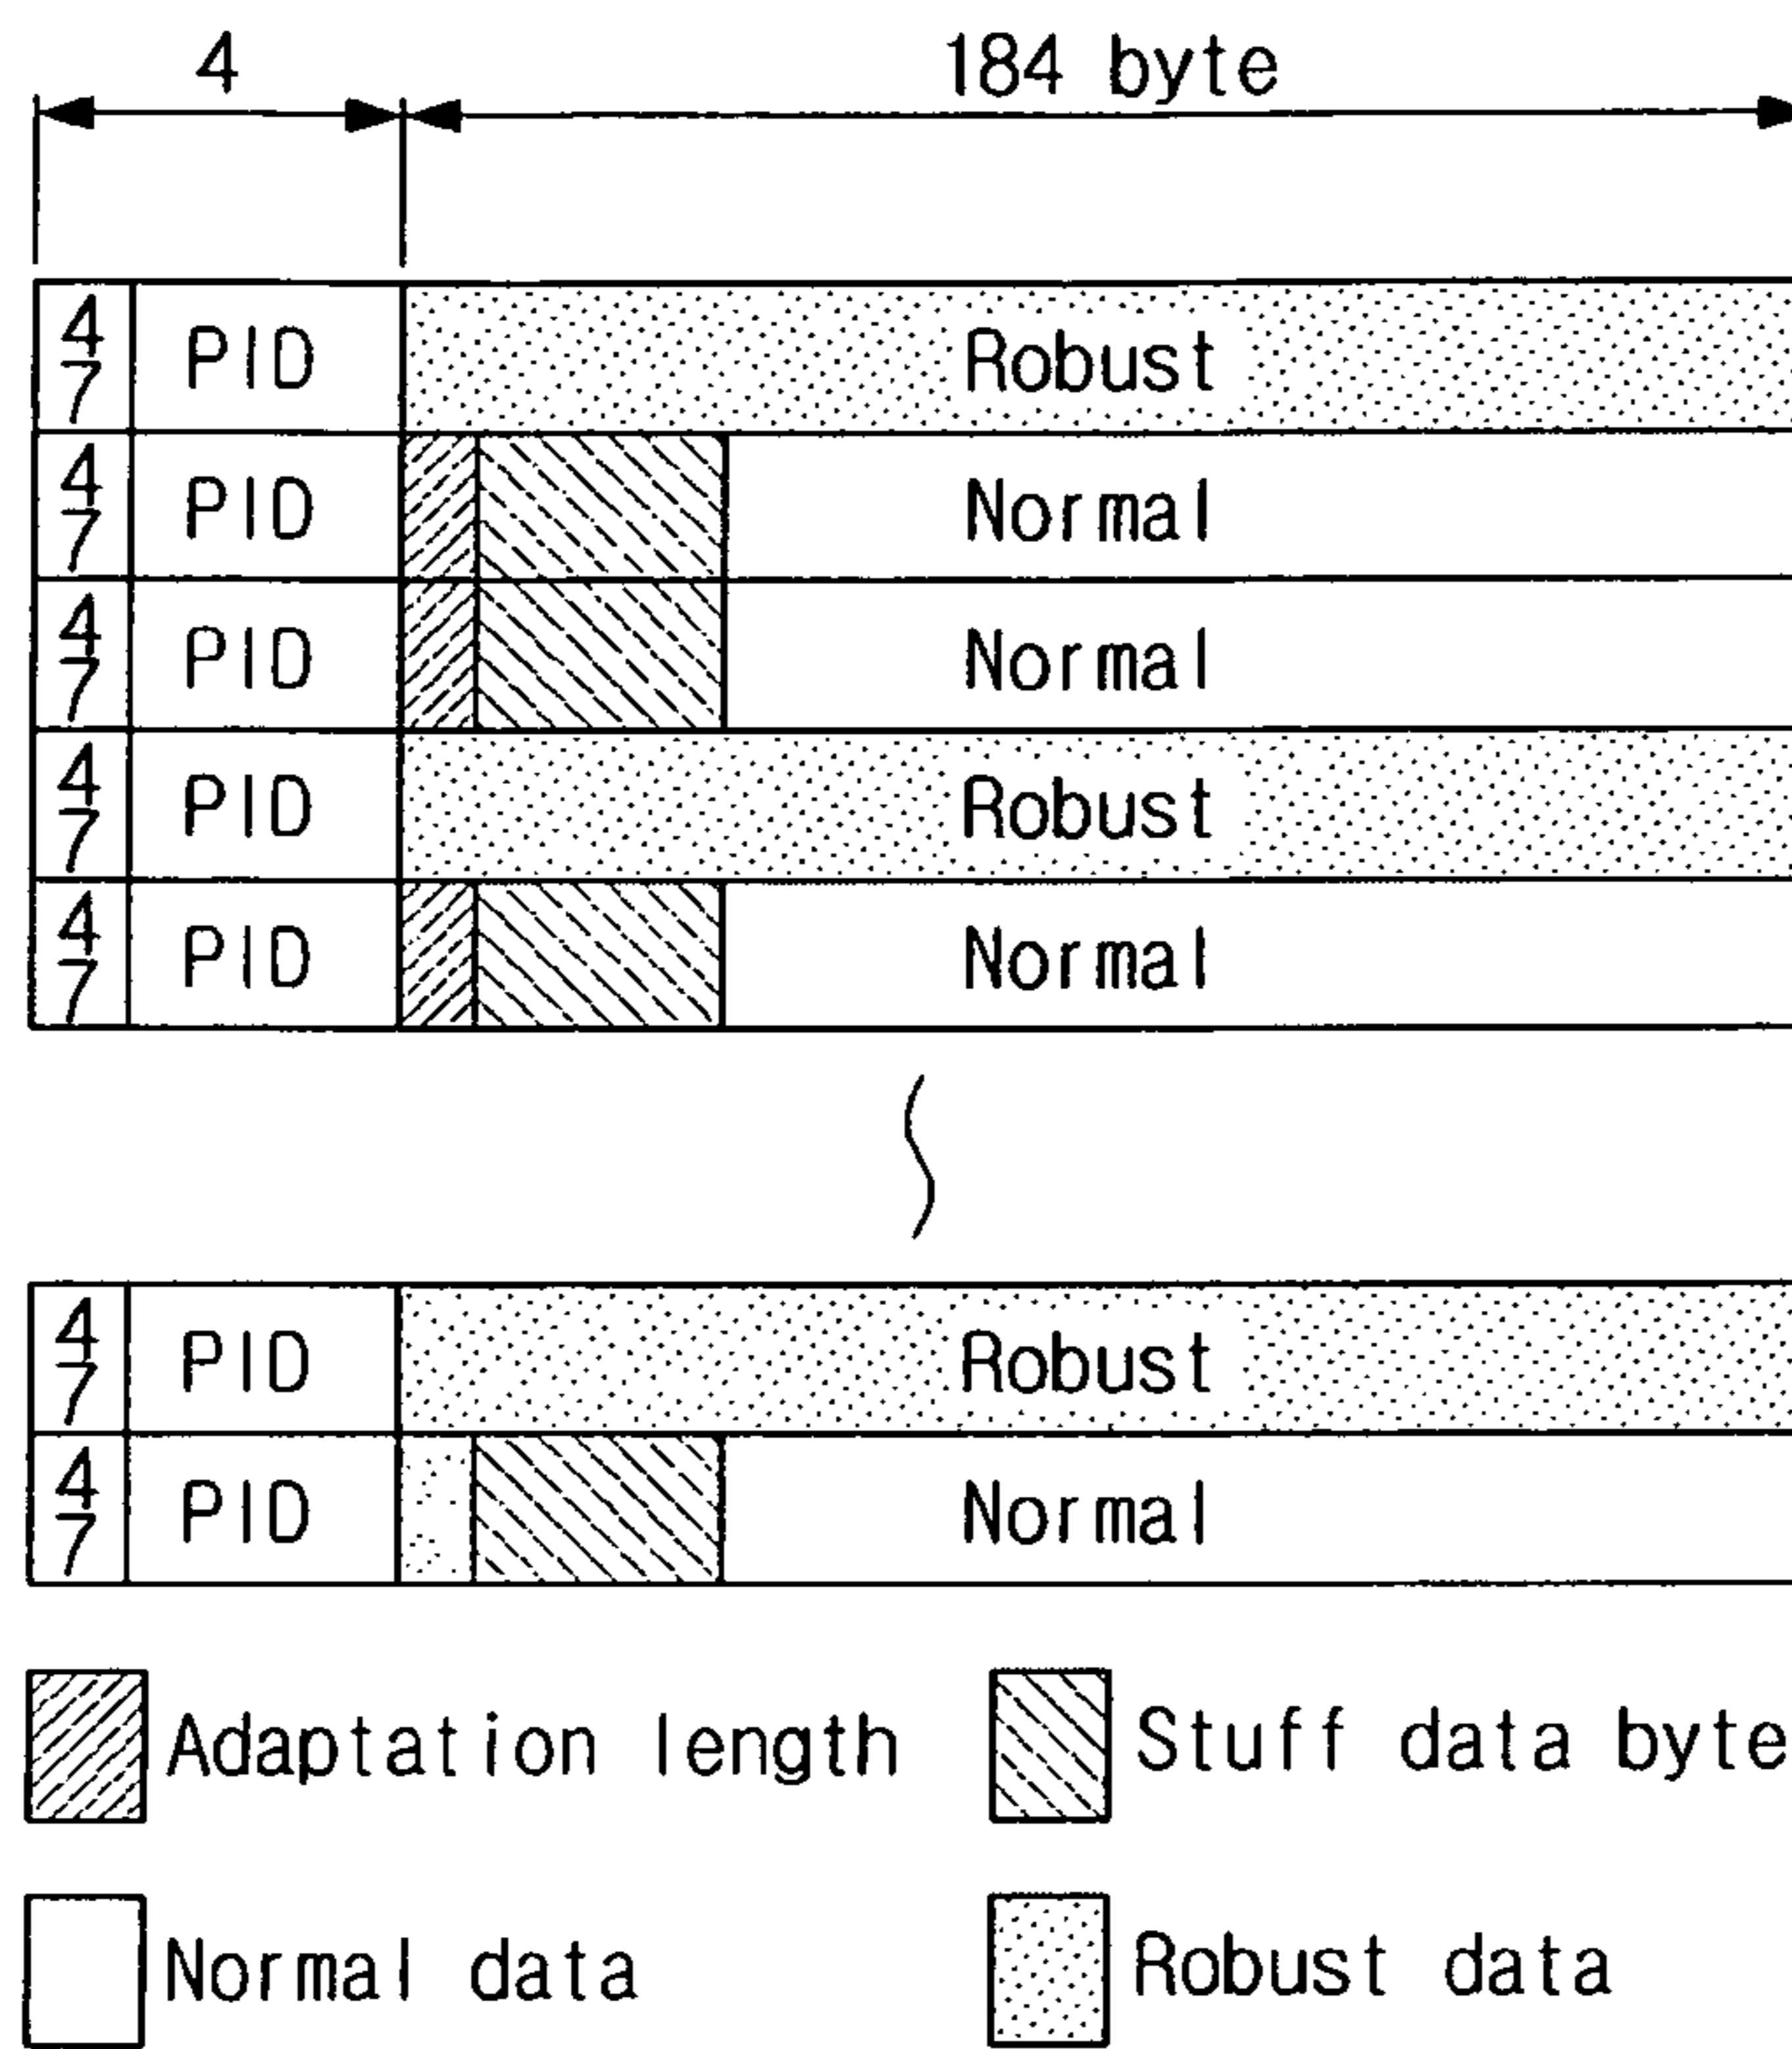 4 184 byte
47 PID Robust
47 PID Normal
47 PID Normal
47 PID Robust
47 PID Normal
47 PID Robust
47 PID Normal
Adaptation length Stuff data byte
Normal data Robust data